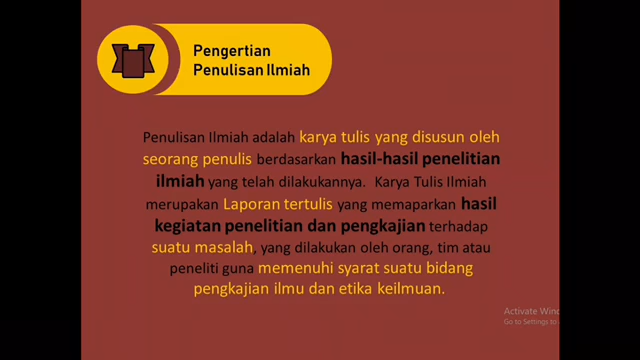 Pengertian
Penulisan Ilmiah
Penulisan Ilmiah adalah karya tulis yang disusun oleh
seorang penulis berdasarkan hasil-hasil penelitian
ilmiah yang telah dilakukannya. Karya Tulis Ilmiah
merupakan Laporan tertulis yang memaparkan hasil
kegiatan penelitian dan pengkajian terhadap
suatu masalah, yang dilakukan oleh orang, tim atau
peneliti guna memenuhi syarat suatu bidang
pengkajian ilmu dan etika keilmuan.
Activate Wind
Go to Settings to